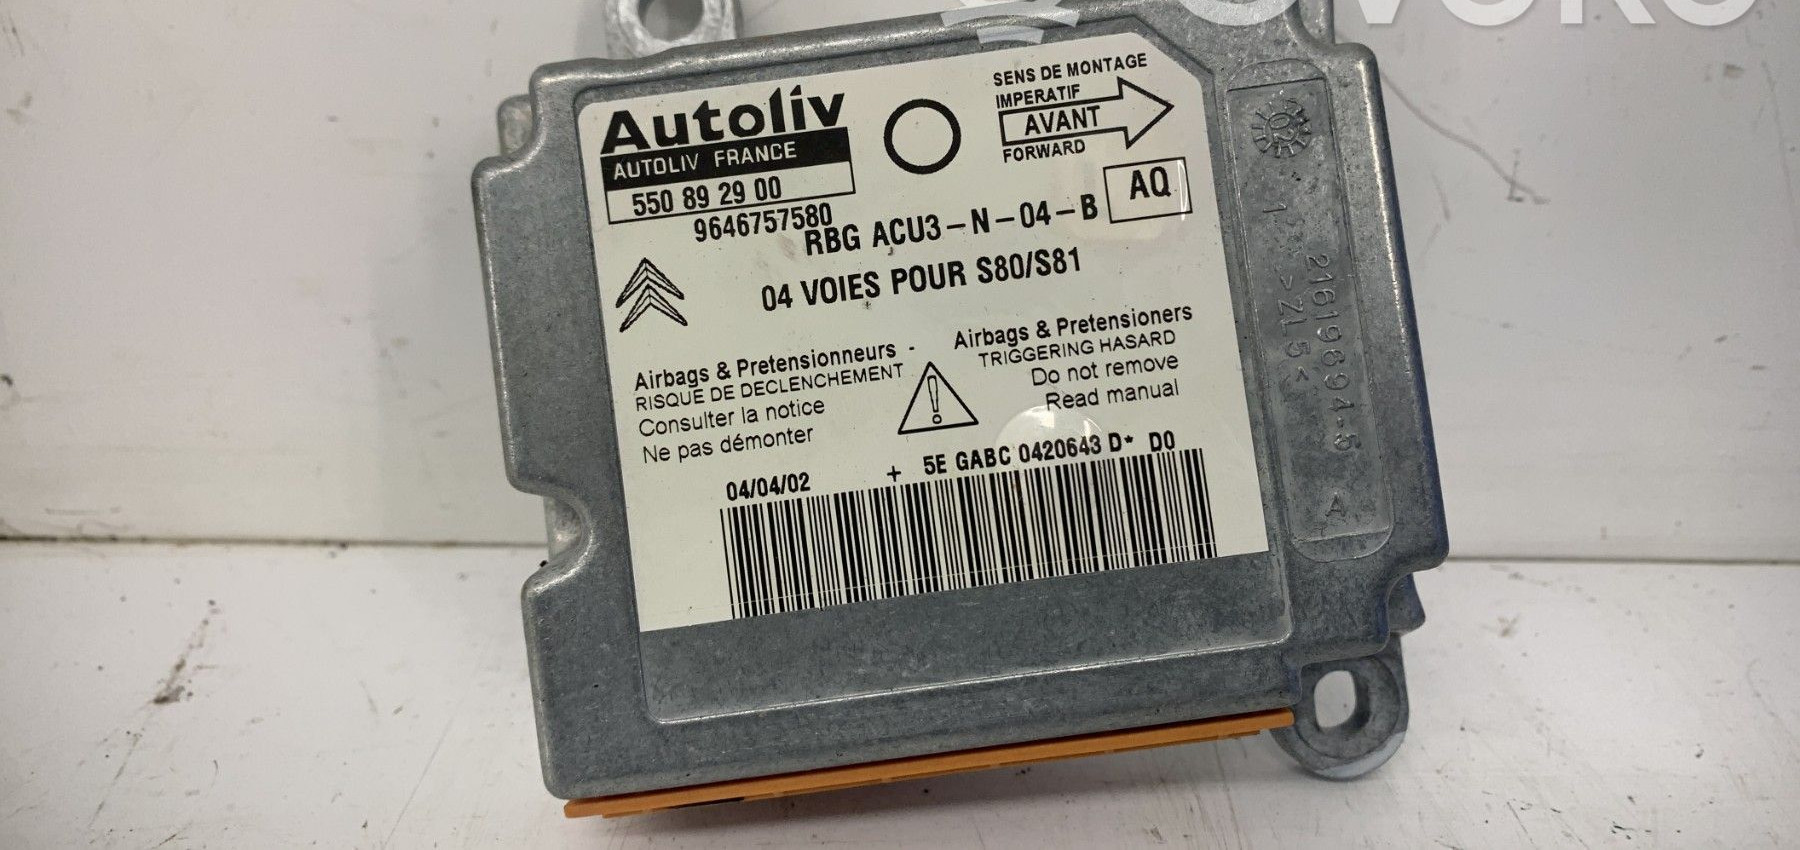 OVOKO
Autoliv
AUTOLIV FRANCE
550 89 29 00
9646757580
SENS DE MONTAGE
IMPERATIF
AVANT
FORWARD
RBG ACU3-N-04-B
AQ
04 VOIES POUR S80/S81
Airbags & Pretensionneurs -
RISQUE DE DECLENCHEMENT
Consulter la notice
Ne pas démonter
Airbags & Pretensioners
TRIGGERING HASARD
Do not remove
Read manual
04/04/02 + 5E GABC 0420643 D* D0
02
21619694-5 A